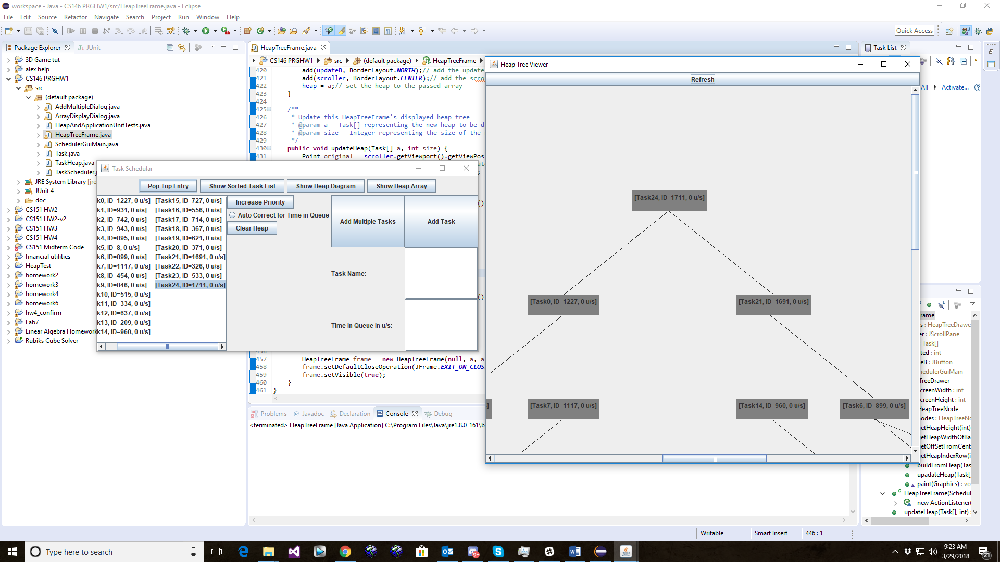 workspace - Java - CS146 PRGHW1/src/HeapTreeFrame.java - Eclipse
File Edit Source Refactor Navigate Search Project Run Window Help
Quick Access
Package Explorer JUnit
3D Game tut
alex help
CS146 PRGHW1
src
(default package)
AddMultipleDialog.java
ArrayDisplayDialog.java
HeapAndApplicationUnitTests.java
HeapTreeFrame.java
SchedulerGuiMain.java
Task.java
TaskHeap.java
TaskScheduler.j
JRE System Library [jre
JUnit 4
doc
CS151 HW2
CS151 HW2-v2
CS151 HW3
CS151 HW4
CS151 Midterm Code
financial utilities
HeapTest
homework2
homework3
homework4
homework6
hw4_confirm
Lab7
Linear Algebra Homework
Rubiks Cube Solver
HeapTreeFrame.java
CS146 PRGHW1 src (default package) HeapTreeFrame
420 add(updateB, BorderLayout.NORTH);// add the update
421 add(scroller, BorderLayout.CENTER);// add the scro
422 heap = a;// set the heap to the passed array
423 }
424
425 /**
426 * Update this HeapTreeFrame's displayed heap tree
427 * @param a - Task[] representing the new heap to be d
428 * @param size - Integer representing the size of the
429 */
430 public void updateHeap(Task[] a, int size) {
431 Point original = scroller.getViewport().getViewPos
457 HeapTreeFrame frame = new HeapTreeFrame(null, a, a
458 frame.setDefaultCloseOperation(JFrame.EXIT_ON_CLOS
459 frame.setVisible(true);
460 }
461 }
Task Schedular
Pop Top Entry Show Sorted Task List Show Heap Diagram Show Heap Array
k0, ID=1227, 0 u/s] [Task15, ID=727, 0 u/s]
k1, ID=931, 0 u/s] [Task16, ID=556, 0 u/s]
k2, ID=742, 0 u/s] [Task17, ID=714, 0 u/s]
k3, ID=943, 0 u/s] [Task18, ID=367, 0 u/s]
k4, ID=895, 0 u/s] [Task19, ID=621, 0 u/s]
k5, ID=8, 0 u/s] [Task20, ID=371, 0 u/s]
k6, ID=899, 0 u/s] [Task21, ID=1691, 0 u/s]
k7, ID=1117, 0 u/s] [Task22, ID=326, 0 u/s]
k8, ID=454, 0 u/s] [Task23, ID=533, 0 u/s]
k9, ID=846, 0 u/s] [Task24, ID=1711, 0 u/s]
k10, ID=515, 0 u/s]
k11, ID=334, 0 u/s]
k12, ID=637, 0 u/s]
k13, ID=209, 0 u/s]
k14, ID=960, 0 u/s]
Increase Priority
Auto Correct for Time in Queue
Clear Heap
Add Multiple Tasks Add Task
Task Name:
Time In Queue in u/s:
Heap Tree Viewer
Refresh
[Task24, ID=1711, 0 u/s]
[Task0, ID=1227, 0 u/s] [Task21, ID=1691, 0 u/s]
s] [Task7, ID=1117, 0 u/s] [Task14, ID=960, 0 u/s] [Task6, ID=899, 0 u/s]
Task List
All Activate...
rame
s : HeapTreeDrawe
er : JScrollPane
Task[]
ted : int
eB : JButton
hedulerGuiMain
TreeDrawer
creenWidth : int
creenHeight : int
HeapTreeNode
odes : HeapTreeNo
etHeapHeight(int)
etHeapWidthOfBa
etOffSetFromCent
etHeapIndexRow(i
buildFromHeap(Tas
upadateHeap(Task[
paint(Graphics) : vo
HeapTreeFrame(Schedul
new ActionListener(
updateHeap(Task[], int) :
Problems Javadoc Declaration Console Debug
<terminated> HeapTreeFrame [Java Application] C:\Program Files\Java\jre1.8.0_161\b
Writable Smart Insert 446 : 1
Type here to search
9+
9:23 AM
3/29/2018
21